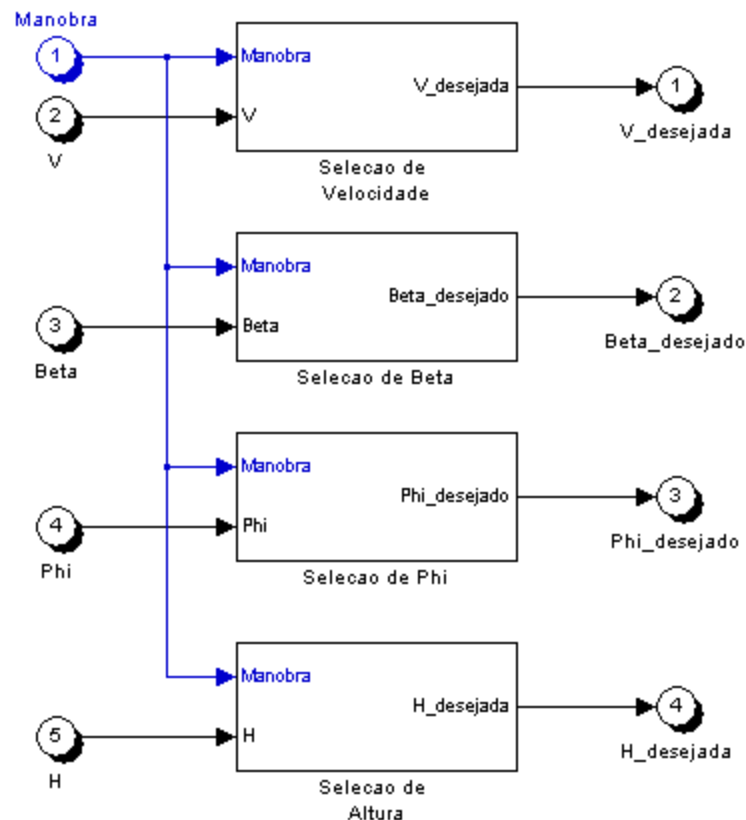 Manobra
1
Manobra
V_desejada
1
2
V
V
V_desejada
Selecao de
Velocidade
Manobra
Beta_desejado
2
3
Beta
Beta
Beta_desejado
Selecao de Beta
Manobra
Phi_desejado
3
4
Phi
Phi
Phi_desejado
Selecao de Phi
Manobra
H_desejada
4
5
H
H
H_desejada
Selecao de
Altura